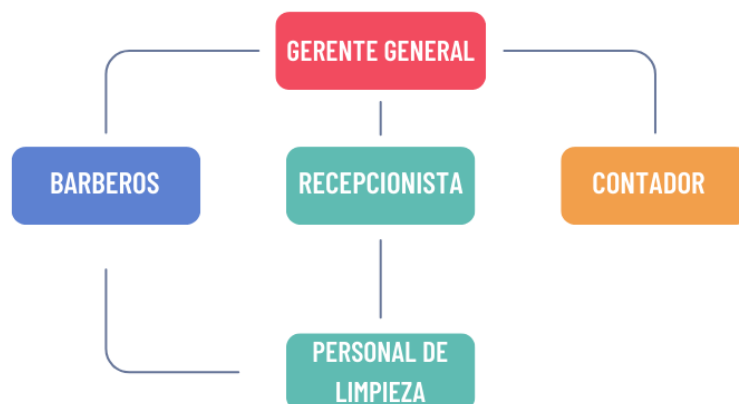 GERENTE GENERAL
BARBEROS
RECEPCIONISTA
CONTADOR
PERSONAL DE
LIMPIEZA